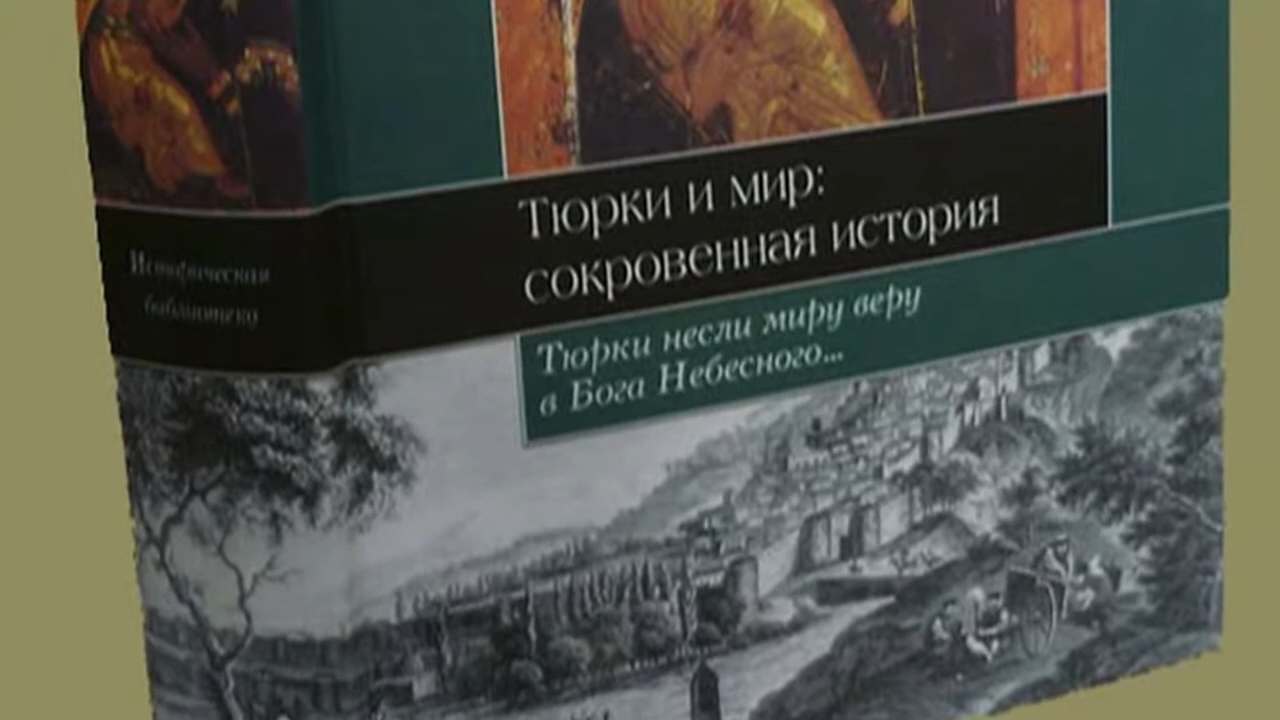 Историческая
библиотека
Тюрки и мир:
сокровенная история
Тюрки несли миру веру
в Бога Небесного...